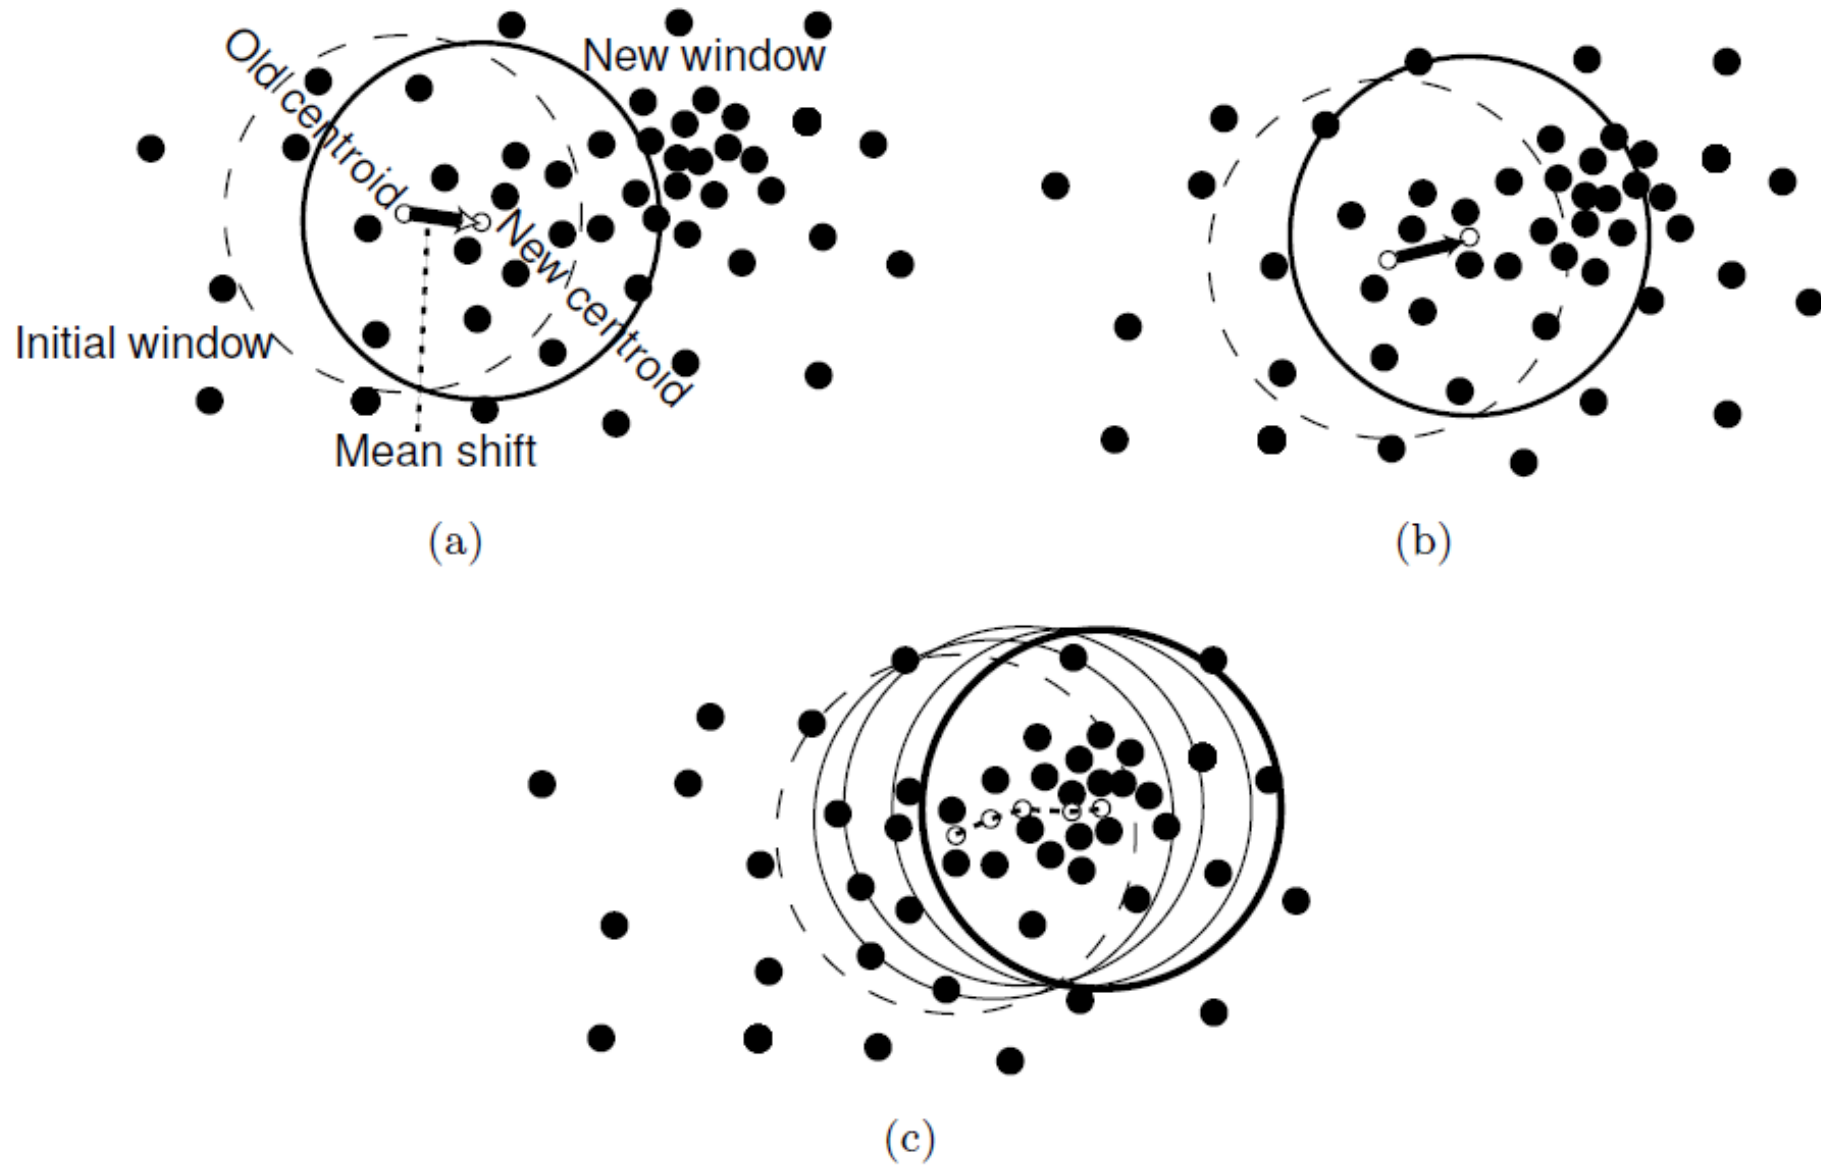 Old centroid
New window
New centroid
Initial window
Mean shift
(a)
(b)
(c)